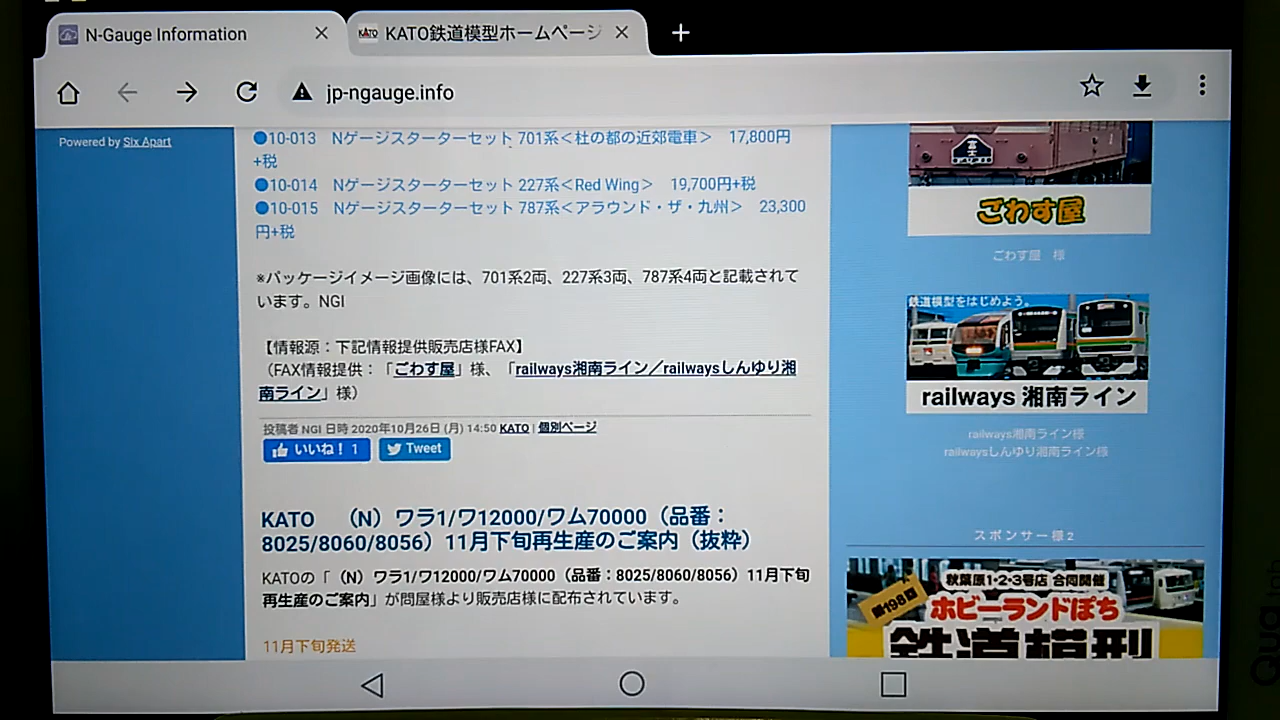 N-Gauge Information
KATO鉄道模型ホームページ
jp-ngauge.info
Powered by Six Apart
●10-013 Nゲージスターターセット 701系＜杜の都の近郊電車＞ 17,800円
+税
●10-014 Nゲージスターターセット 227系＜Red Wing＞ 19,700円+税
●10-015 Nゲージスターターセット 787系＜アラウンド・ザ・九州＞ 23,300
円+税
※パッケージイメージ画像には、701系2両、227系3両、787系4両と記載されて
います。NGI
【情報源：下記情報提供販売店様FAX】
（FAX情報提供：「ごわす屋」様、「railways湘南ライン／railwaysしんゆり湘
南ライン」様）
投稿者 NGI 日時 2020年10月26日 (月) 14:50 KATO | 個別ページ
いいね！ 1
Tweet
KATO （N）ワラ1/ワ12000/ワム70000（品番：
8025/8060/8056）11月下旬再生産のご案内（抜粋）
KATOの「（N）ワラ1/ワ12000/ワム70000（品番：8025/8060/8056）11月下旬
再生産のご案内」が問屋様より販売店様に配布されています。
11月下旬発送
富士
ごわす屋
ごわす屋 様
鉄道模型をはじめよう。
railways 湘南ライン
railways湘南ライン様
railwaysしんゆり湘南ライン様
スポンサー様2
秋葉原1・2・3号店 合同開催
第198回
ホビーランドぽち
鉄道模型